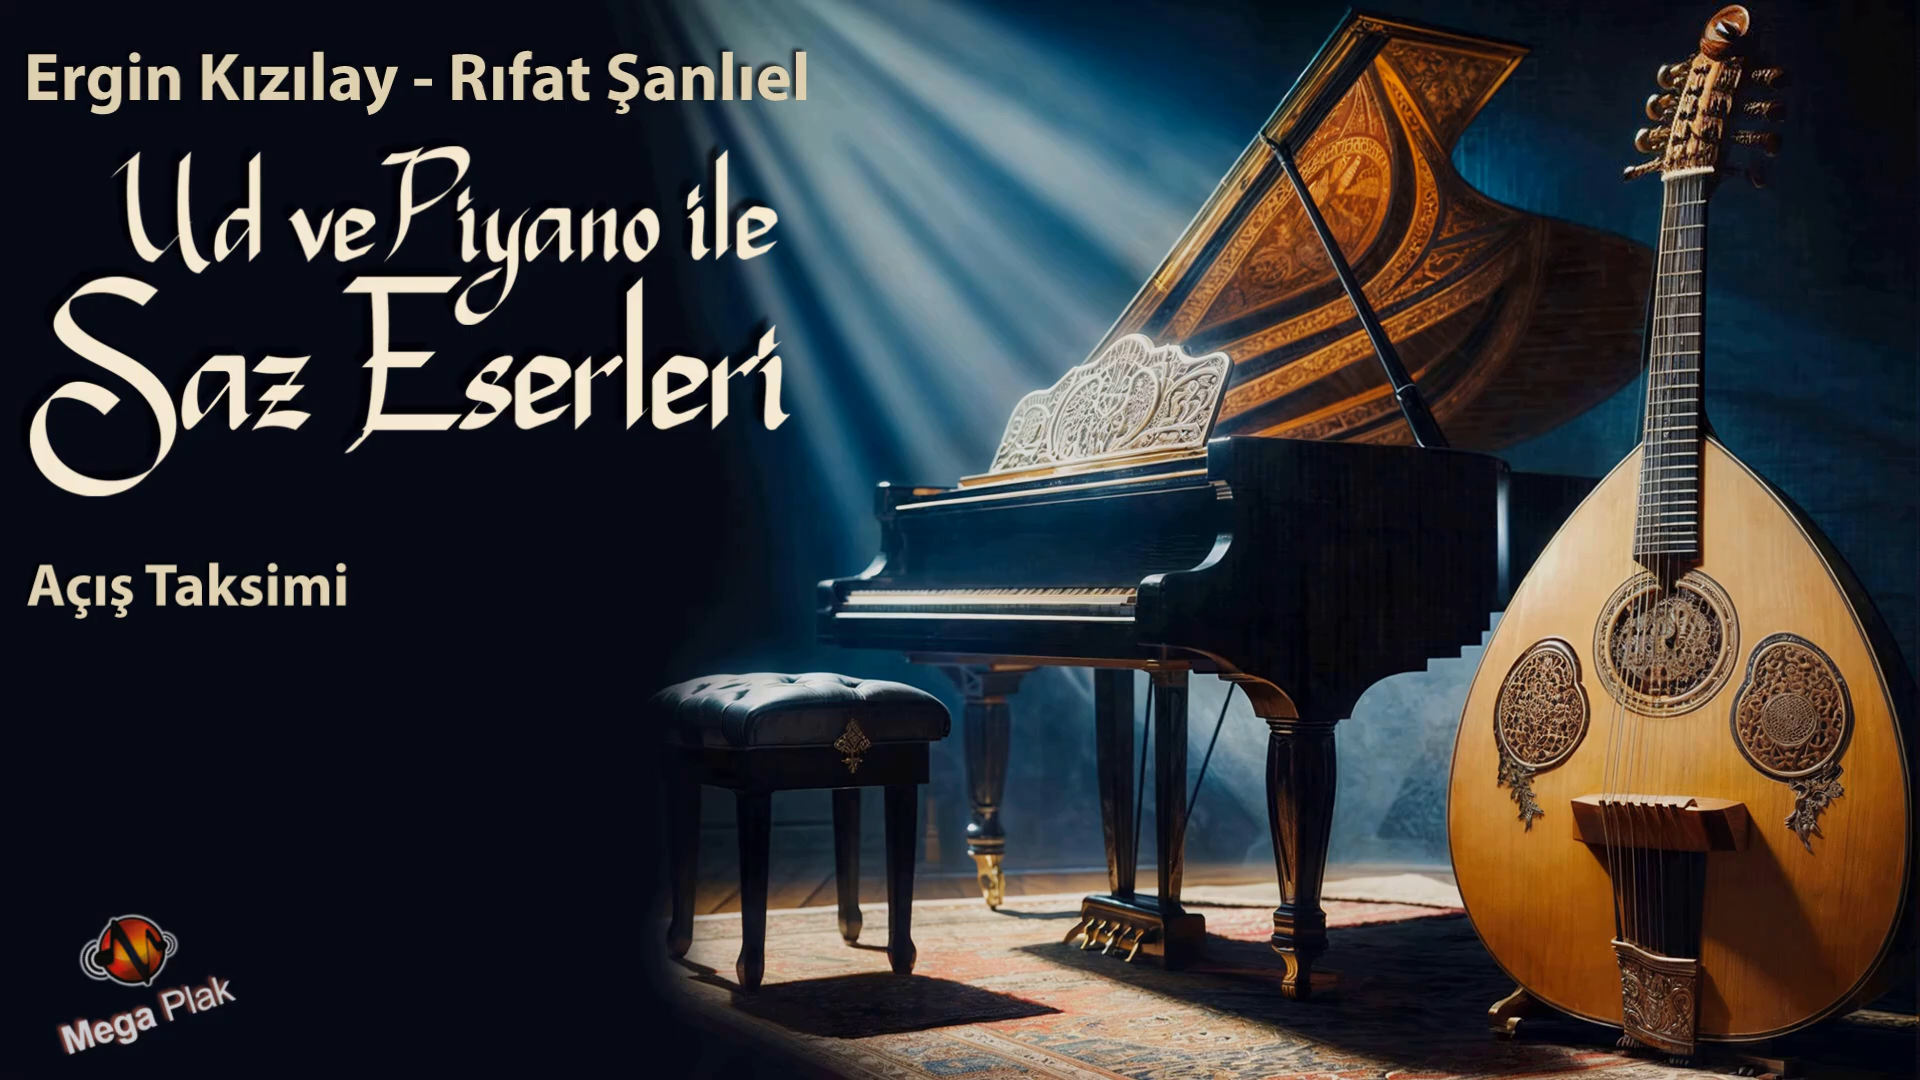 Ergin Kızılay - Rıfat Şanlıel
Ud ve Piyano ile
Saz Eserleri
Açış Taksimi
Mega Plak